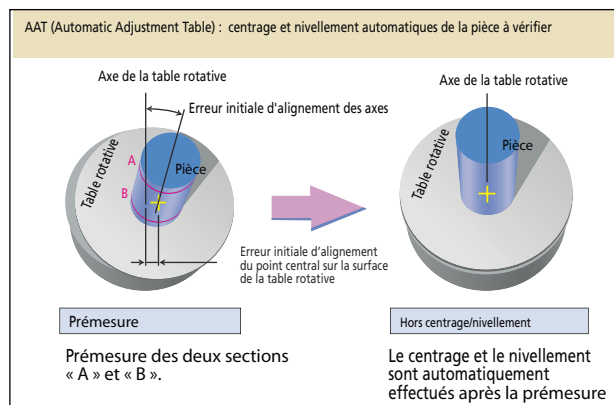 AAT (Automatic Adjustment Table) : centrage et nivellement automatiques de la pièce à vérifier
Axe de la table rotative
Erreur initiale d'alignement des axes
A
B
Pièce
Table rotative
Erreur initiale d’alignement
du point central sur la surface
de la table rotative
Prémesure
Prémesure des deux sections
« A » et « B ».
Axe de la table rotative
Pièce
Table rotative
Hors centrage/nivellement
Le centrage et le nivellement
sont automatiquement
effectués après la prémesure